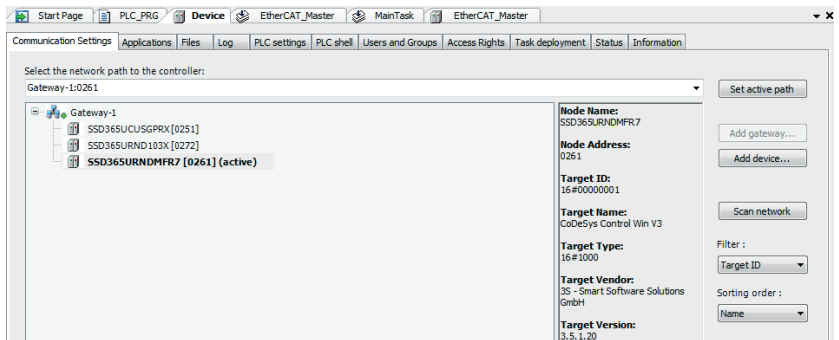 Start Page PLC_PRG Device EtherCAT_Master MainTask EtherCAT_Master
Communication Settings Applications Files Log PLC settings PLC shell Users and Groups Access Rights Task deployment Status Information
Select the network path to the controller:
Gateway-1:0261
Set active path
Gateway-1
SSD365UCUSGPRX [0251]
SSD365URND103X [0272]
SSD365URNDMFR7 [0261] (active)
Node Name:
SSD365URNDMFR7
Node Address:
0261
Target ID:
16#00000001
Target Name:
CoDeSys Control Win V3
Target Type:
16#1000
Target Vendor:
3S - Smart Software Solutions
GmbH
Target Version:
3.5.1.20
Add gateway...
Add device...
Scan network
Filter :
Target ID
Sorting order :
Name